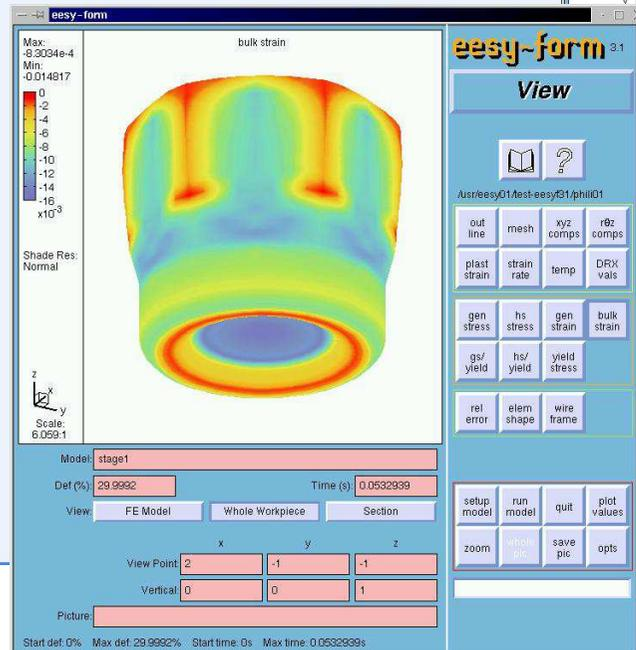 eesy-form
Max:
-8.3034e-4
Min:
-0.014817
0
-2
-4
-6
-8
-10
-12
-14
-16
x10-3
Shade Res:
Normal
z
x
y
Scale:
6.059:1
bulk strain
eesy-form 3.1
View
?
/usr/eesy01/test-eesyf31/phili01
out line
mesh
xyz comps
rθz comps
plast strain
strain rate
temp
DRX vals
gen stress
hs stress
gen strain
bulk strain
gs/ yield
hs/ yield
yield stress
rel error
elem shape
wire frame
setup model
run model
quit
plot values
zoom
whole pic
save pic
opts
Model: stage1
Def (%): 29.9992 Time (s): 0.0532939
View: FE Model Whole Workpiece Section
x y z
View Point: 2 -1 -1
Vertical: 0 0 1
Picture:
Start def: 0% Max def: 29.9992% Start time: 0s Max time: 0.0532939s